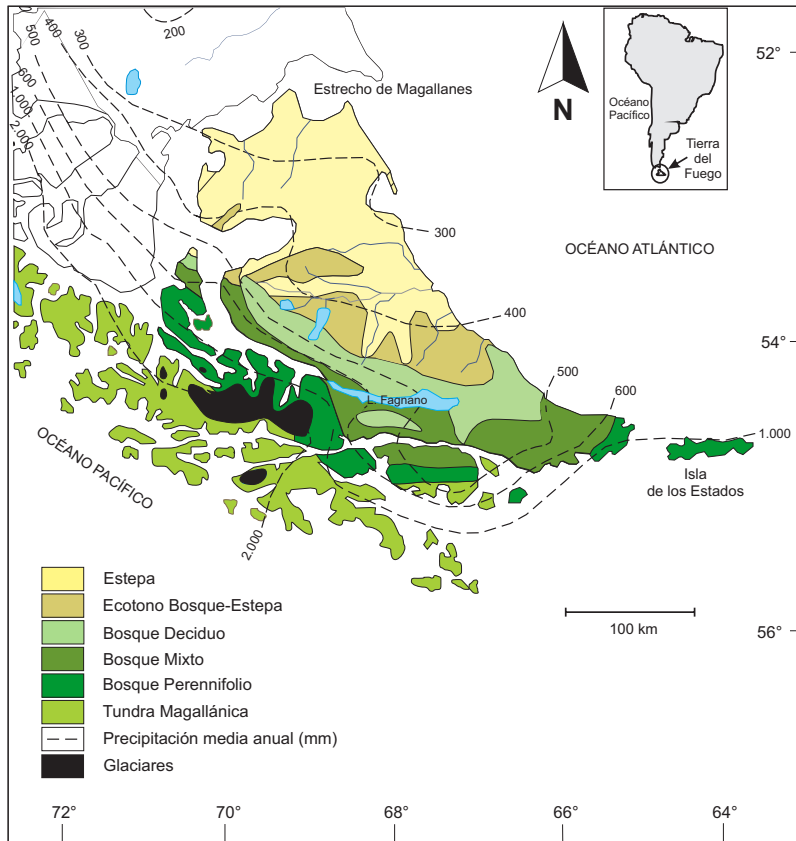 200
300
400
500
600
1.000
2.000
Estrecho de Magallanes
N
Océano
Pacífico
Tierra
del
Fuego
52°
300
OCÉANO ATLÁNTICO
400
54°
500
600
L. Fagnano
1.000
Isla
de los Estados
OCÉANO PACÍFICO
2.000
Estepa
Ecotono Bosque-Estepa
Bosque Deciduo
Bosque Mixto
Bosque Perennifolio
Tundra Magallánica
Precipitación media anual (mm)
Glaciares
100 km
56°
72°
70°
68°
66°
64°